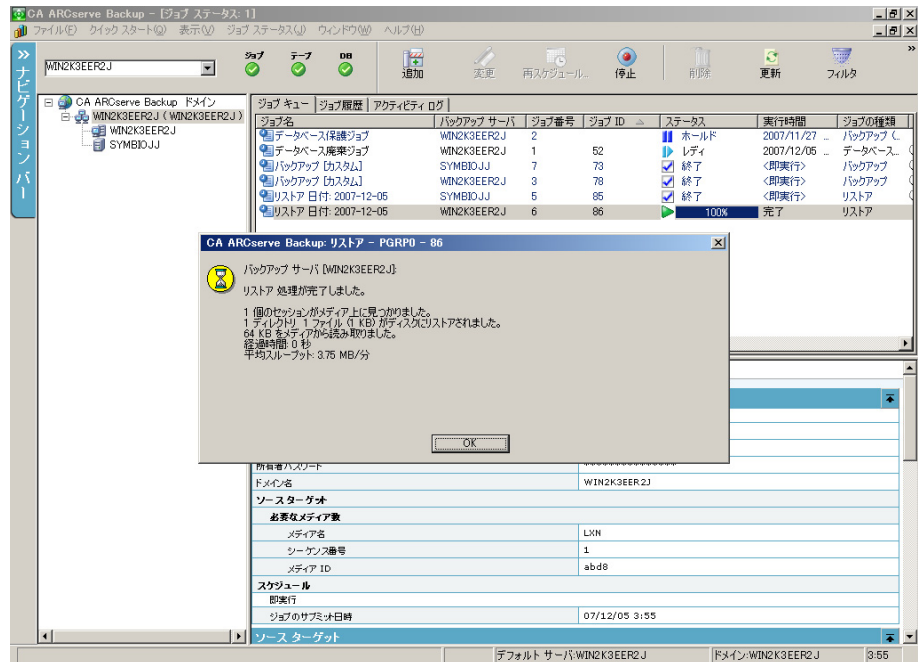 CA ARCserve Backup - [ジョブ ステータス: 1]
ファイル(F) クイック スタート(Q) 表示(V) ジョブ ステータス(J) ウィンドウ(W) ヘルプ(H)
»
ナビゲーション バー
WIN2K3EER2J
ジョブ テープ DB
追加 変更 再スケジュール... 停止 削除 更新 フィルタ
»
CA ARCserve Backup ドメイン
WIN2K3EER2J ( WIN2K3EER2J )
WIN2K3EER2J
SYMBIOJJ
ジョブ キュー ジョブ履歴 アクティビティ ログ
ジョブ名 バックアップ サーバ ジョブ番号 ジョブ ID ステータス 実行時間 ジョブの種類
データベース保護ジョブ WIN2K3EER2J 2 ホールド 2007/11/27 ... バックアップ (...
データベース廃棄ジョブ WIN2K3EER2J 1 52 レディ 2007/12/05 ... データベース...
バックアップ [カスタム] SYMBIOJJ 7 73 終了 <即実行> バックアップ
バックアップ [カスタム] WIN2K3EER2J 3 78 終了 <即実行> バックアップ
リストア 日付: 2007-12-05 SYMBIOJJ 5 85 終了 <即実行> リストア
リストア 日付: 2007-12-05 WIN2K3EER2J 6 86 100% 完了 リストア
CA ARCserve Backup: リストア - PGRP0 - 86
バックアップ サーバ [WIN2K3EER2J]:
リストア 処理が完了しました。
1 個のセッションがメディア上に見つかりました。
1 ディレクトリ 1 ファイル (1 KB) がディスクにリストアされました。
64 KB をメディアから読み取りました。
経過時間: 0 秒
平均スループット: 3.75 MB/分
OK
所有者パスワード ****************
ドメイン名 WIN2K3EER2J
ソース ターゲット
必要なメディア数
メディア名 LXN
シーケンス番号 1
メディア ID abd8
スケジュール
即実行
ジョブのサブミット日時 07/12/05 3:55
ソース ターゲット
デフォルト サーバ:WIN2K3EER2J ドメイン:WIN2K3EER2J 3:55